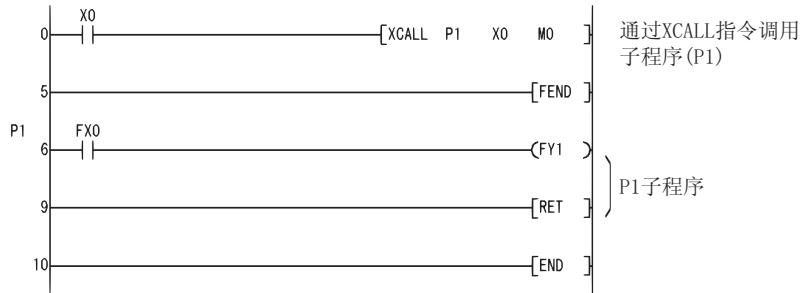 X0
0 [XCALL P1 X0 M0 ] 通过XCALL指令调用
子程序(P1)
5 [FEND ]
P1 FX0
6 (FY1 )
P1子程序
9 [RET ]
10 [END ]